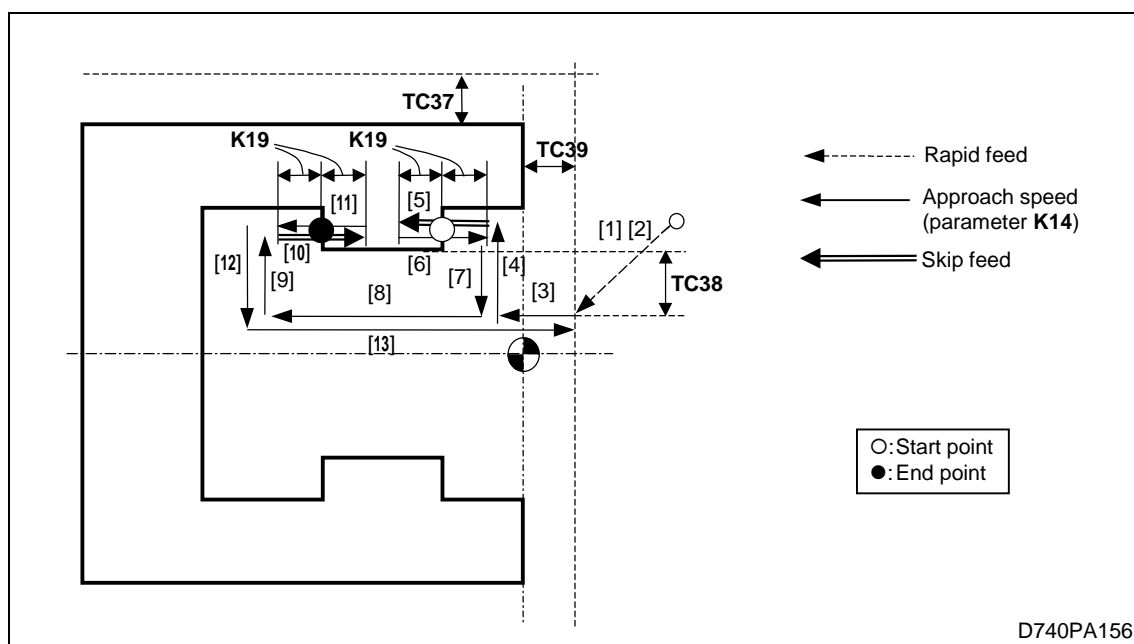 TC37
K19 K19
TC39
[11] [5]
[1] [2]
[10]
[12] [9] [6] [7] [4]
[8] [3] TC38
[13]
Rapid feed
Approach speed
(parameter K14)
Skip feed
○:Start point
●:End point
D740PA156